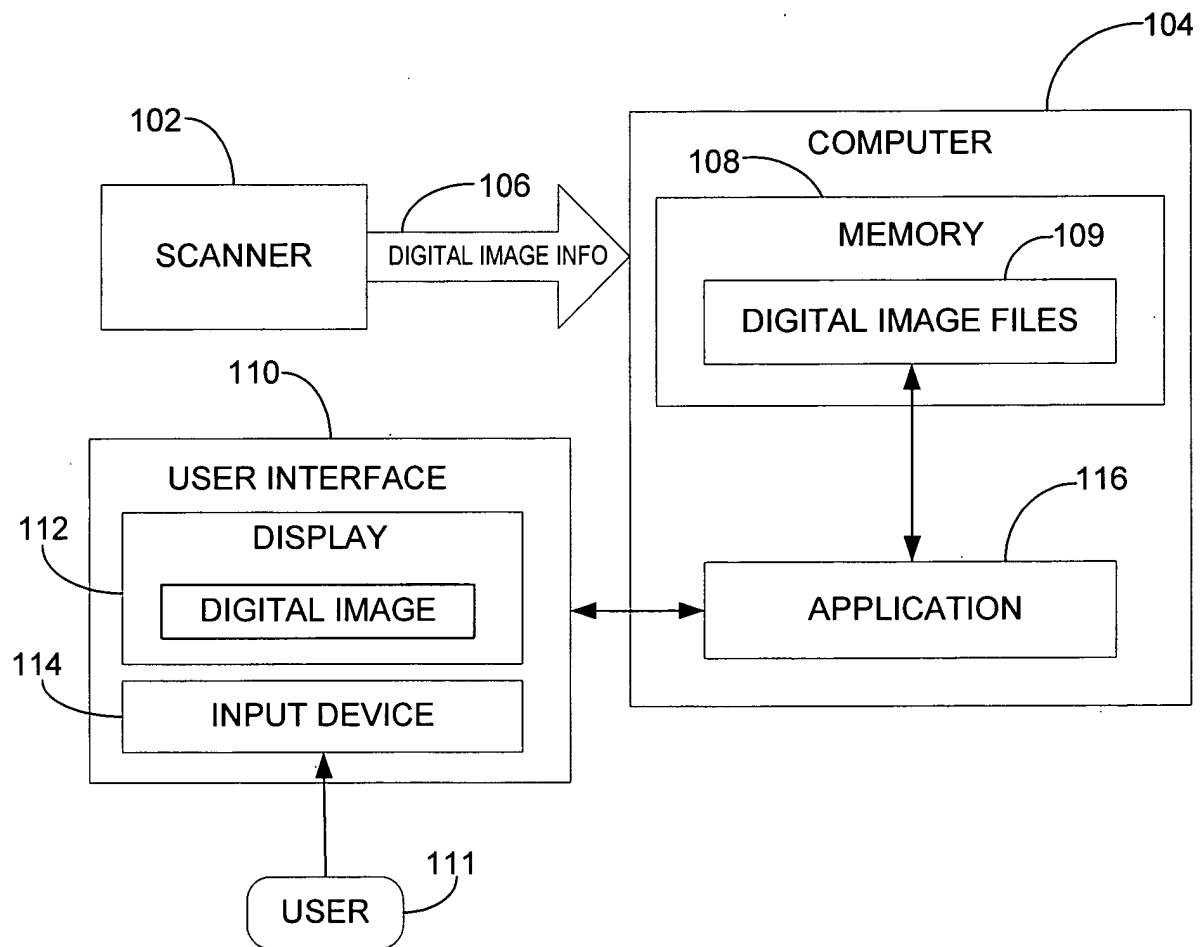 104
102
COMPUTER
108
106
MEMORY
109
SCANNER
DIGITAL IMAGE INFO
DIGITAL IMAGE FILES
110
USER INTERFACE
116
112
DISPLAY
DIGITAL IMAGE
APPLICATION
114
INPUT DEVICE
111
USER